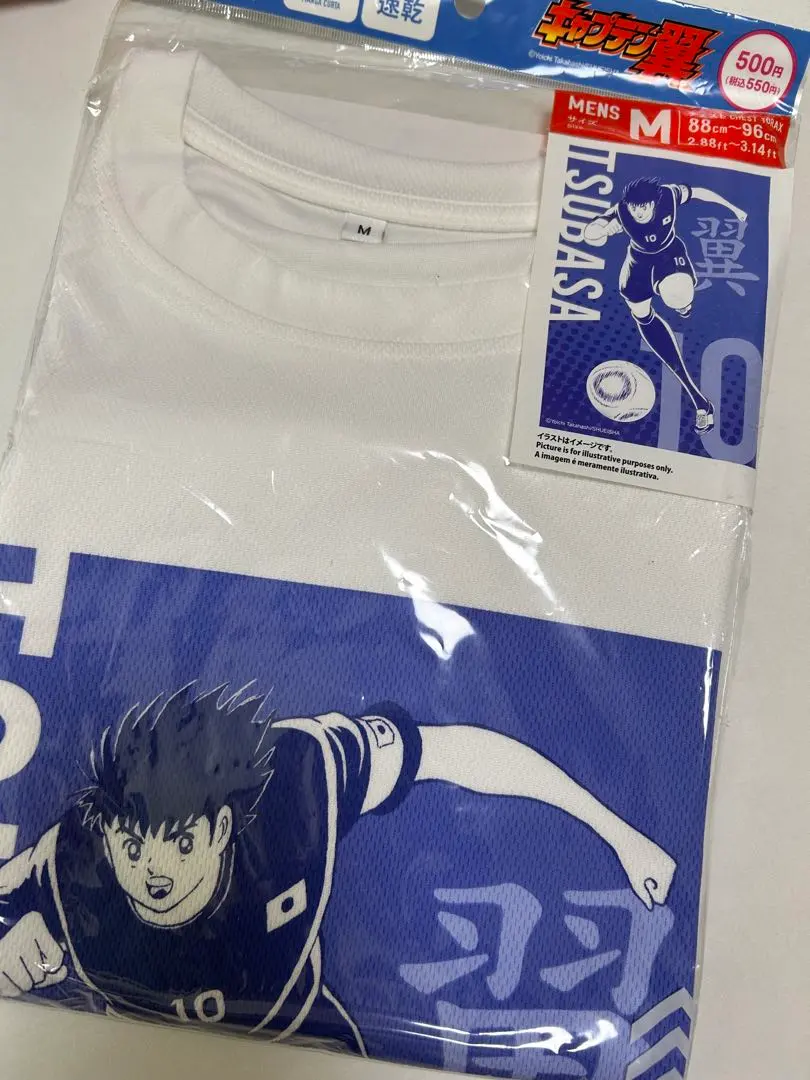 速乾
キャプテン翼
©Yoichi Takahashi/SHUEISHA
500円
(税込550円)
MENS
サイズ
M
88cm～96cm
2.88ft～3.14ft
TSUBASA
翼
10
10
10
©Yoichi Takahashi/SHUEISHA
イラストはイメージです。
Picture is for illustrative purposes only.
A imagem é meramente ilustrativa.
M
10
翼